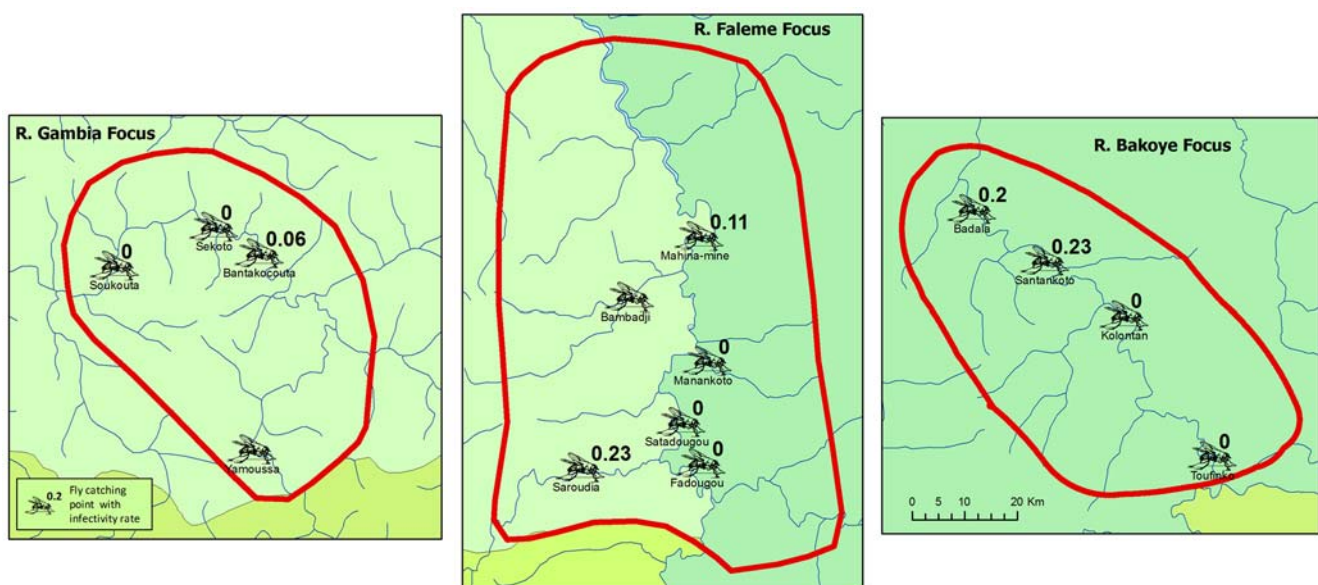 R. Gambia Focus
0
Sekoto
0.06
Bantakocouta
0
Soukouta
Yamoussa
0.2
Fly catching
point with
infectivity rate
R. Faleme Focus
0.11
Mahina-mine
Bambadji
0
Manankoto
0
Satadougou
0.23
Saroudia
0
Fadougou
R. Bakoye Focus
0.2
Badala
0.23
Santankoto
0
Kolontan
0
Toufinko
0 10 20 Km